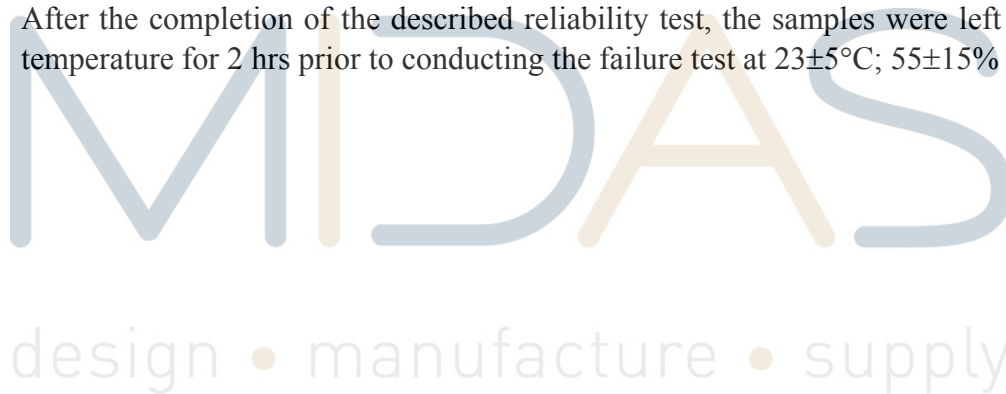 After the completion of the described reliability test, the samples were left
temperature for 2 hrs prior to conducting the failure test at 23±5°C; 55±15%
MIDAS
design • manufacture • supply